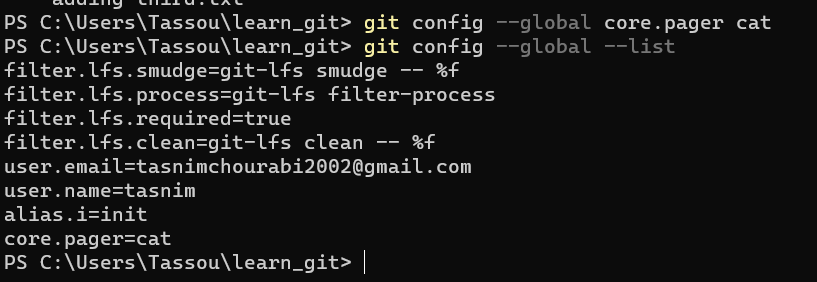 adding third.txt
PS C:\Users\Tassou\learn_git> git config --global core.pager cat
PS C:\Users\Tassou\learn_git> git config --global --list
filter.lfs.smudge=git-lfs smudge -- %f
filter.lfs.process=git-lfs filter-process
filter.lfs.required=true
filter.lfs.clean=git-lfs clean -- %f
user.email=tasnimchourabi2002@gmail.com
user.name=tasnim
alias.i=init
core.pager=cat
PS C:\Users\Tassou\learn_git>